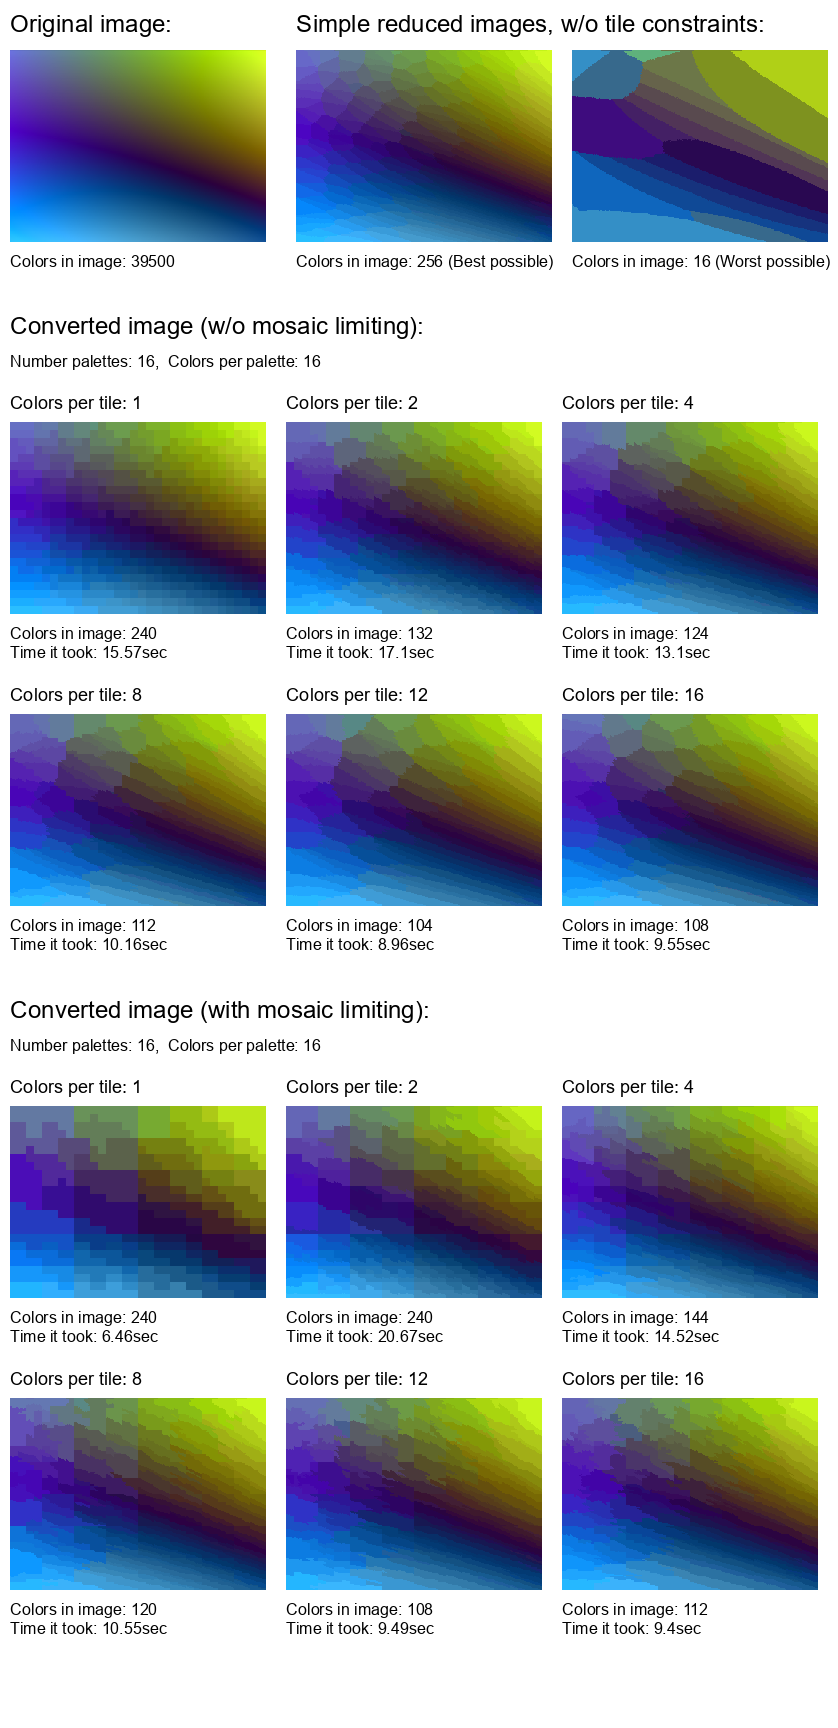 Original image:
Simple reduced images, w/o tile constraints:
Colors in image: 39500
Colors in image: 256 (Best possible)
Colors in image: 16 (Worst possible)
Converted image (w/o mosaic limiting):
Number palettes: 16,  Colors per palette: 16
Colors per tile: 1
Colors per tile: 2
Colors per tile: 4
Colors in image: 240
Time it took: 15.57sec
Colors in image: 132
Time it took: 17.1sec
Colors in image: 124
Time it took: 13.1sec
Colors per tile: 8
Colors per tile: 12
Colors per tile: 16
Colors in image: 112
Time it took: 10.16sec
Colors in image: 104
Time it took: 8.96sec
Colors in image: 108
Time it took: 9.55sec
Converted image (with mosaic limiting):
Number palettes: 16,  Colors per palette: 16
Colors per tile: 1
Colors per tile: 2
Colors per tile: 4
Colors in image: 240
Time it took: 6.46sec
Colors in image: 240
Time it took: 20.67sec
Colors in image: 144
Time it took: 14.52sec
Colors per tile: 8
Colors per tile: 12
Colors per tile: 16
Colors in image: 120
Time it took: 10.55sec
Colors in image: 108
Time it took: 9.49sec
Colors in image: 112
Time it took: 9.4sec